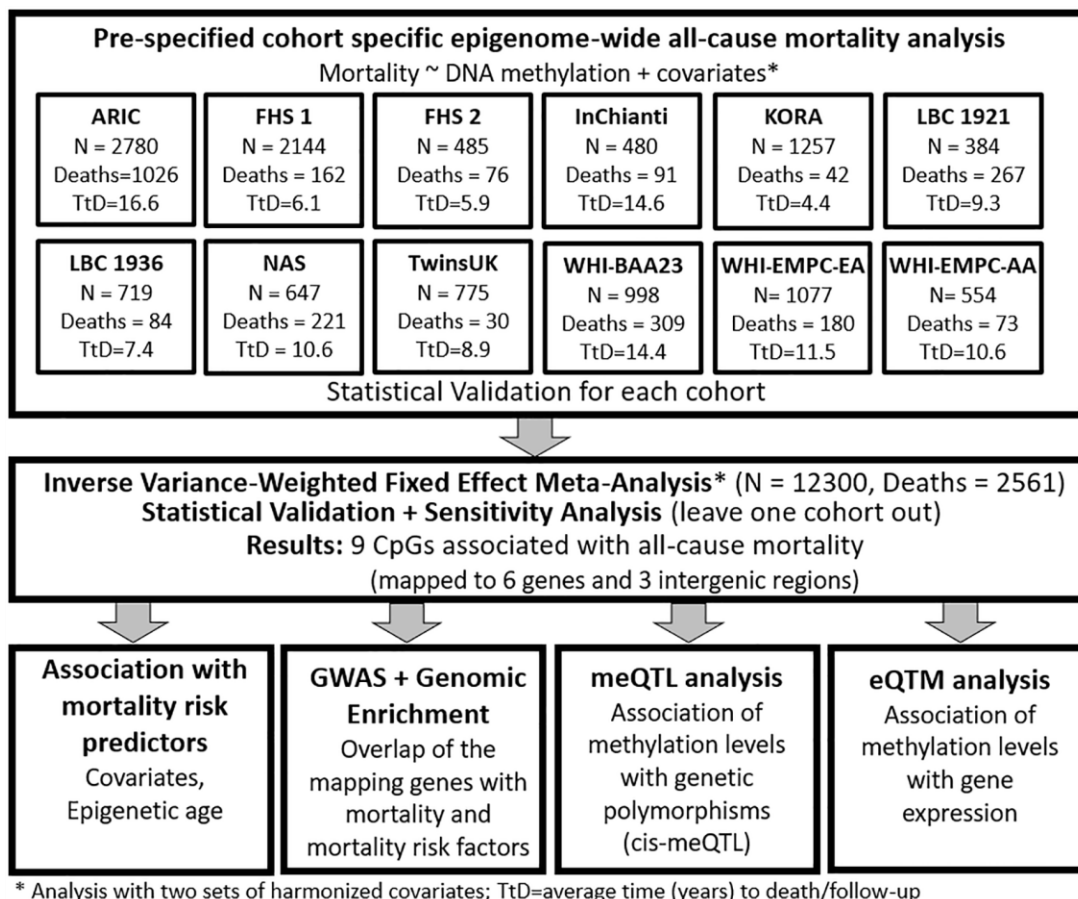 Pre-specified cohort specific epigenome-wide all-cause mortality analysis
Mortality ~ DNA methylation + covariates*
ARIC
N = 2780
Deaths=1026
TtD=16.6
FHS 1
N = 2144
Deaths = 162
TtD=6.1
FHS 2
N = 485
Deaths = 76
TtD=5.9
InChianti
N = 480
Deaths = 91
TtD=14.6
KORA
N = 1257
Deaths = 42
TtD=4.4
LBC 1921
N = 384
Deaths = 267
TtD=9.3
LBC 1936
N = 719
Deaths = 84
TtD=7.4
NAS
N = 647
Deaths = 221
TtD = 10.6
TwinsUK
N = 775
Deaths = 30
TtD=8.9
WHI-BAA23
N = 998
Deaths = 309
TtD=14.4
WHI-EMPC-EA
N= 1077
Deaths = 180
TtD=11.5
WHI-EMPC-AA
N= 554
Deaths = 73
TtD=10.6
Statistical Validation for each cohort
Inverse Variance-Weighted Fixed Effect Meta-Analysis* (N = 12300, Deaths = 2561)
Statistical Validation + Sensitivity Analysis (leave one cohort out)
Results: 9 CpGs associated with all-cause mortality
(mapped to 6 genes and 3 intergenic regions)
Association with
mortality risk
predictors
Covariates,
Epigenetic age
GWAS + Genomic
Enrichment
Overlap of the
mapping genes with
mortality and
mortality risk factors
meQTL analysis
Association of
methylation levels
with genetic
polymorphisms
(cis-meQTL)
eQTM analysis
Association of
methylation levels
with gene
expression
* Analysis with two sets of harmonized covariates; TtD=average time (years) to death/follow-up